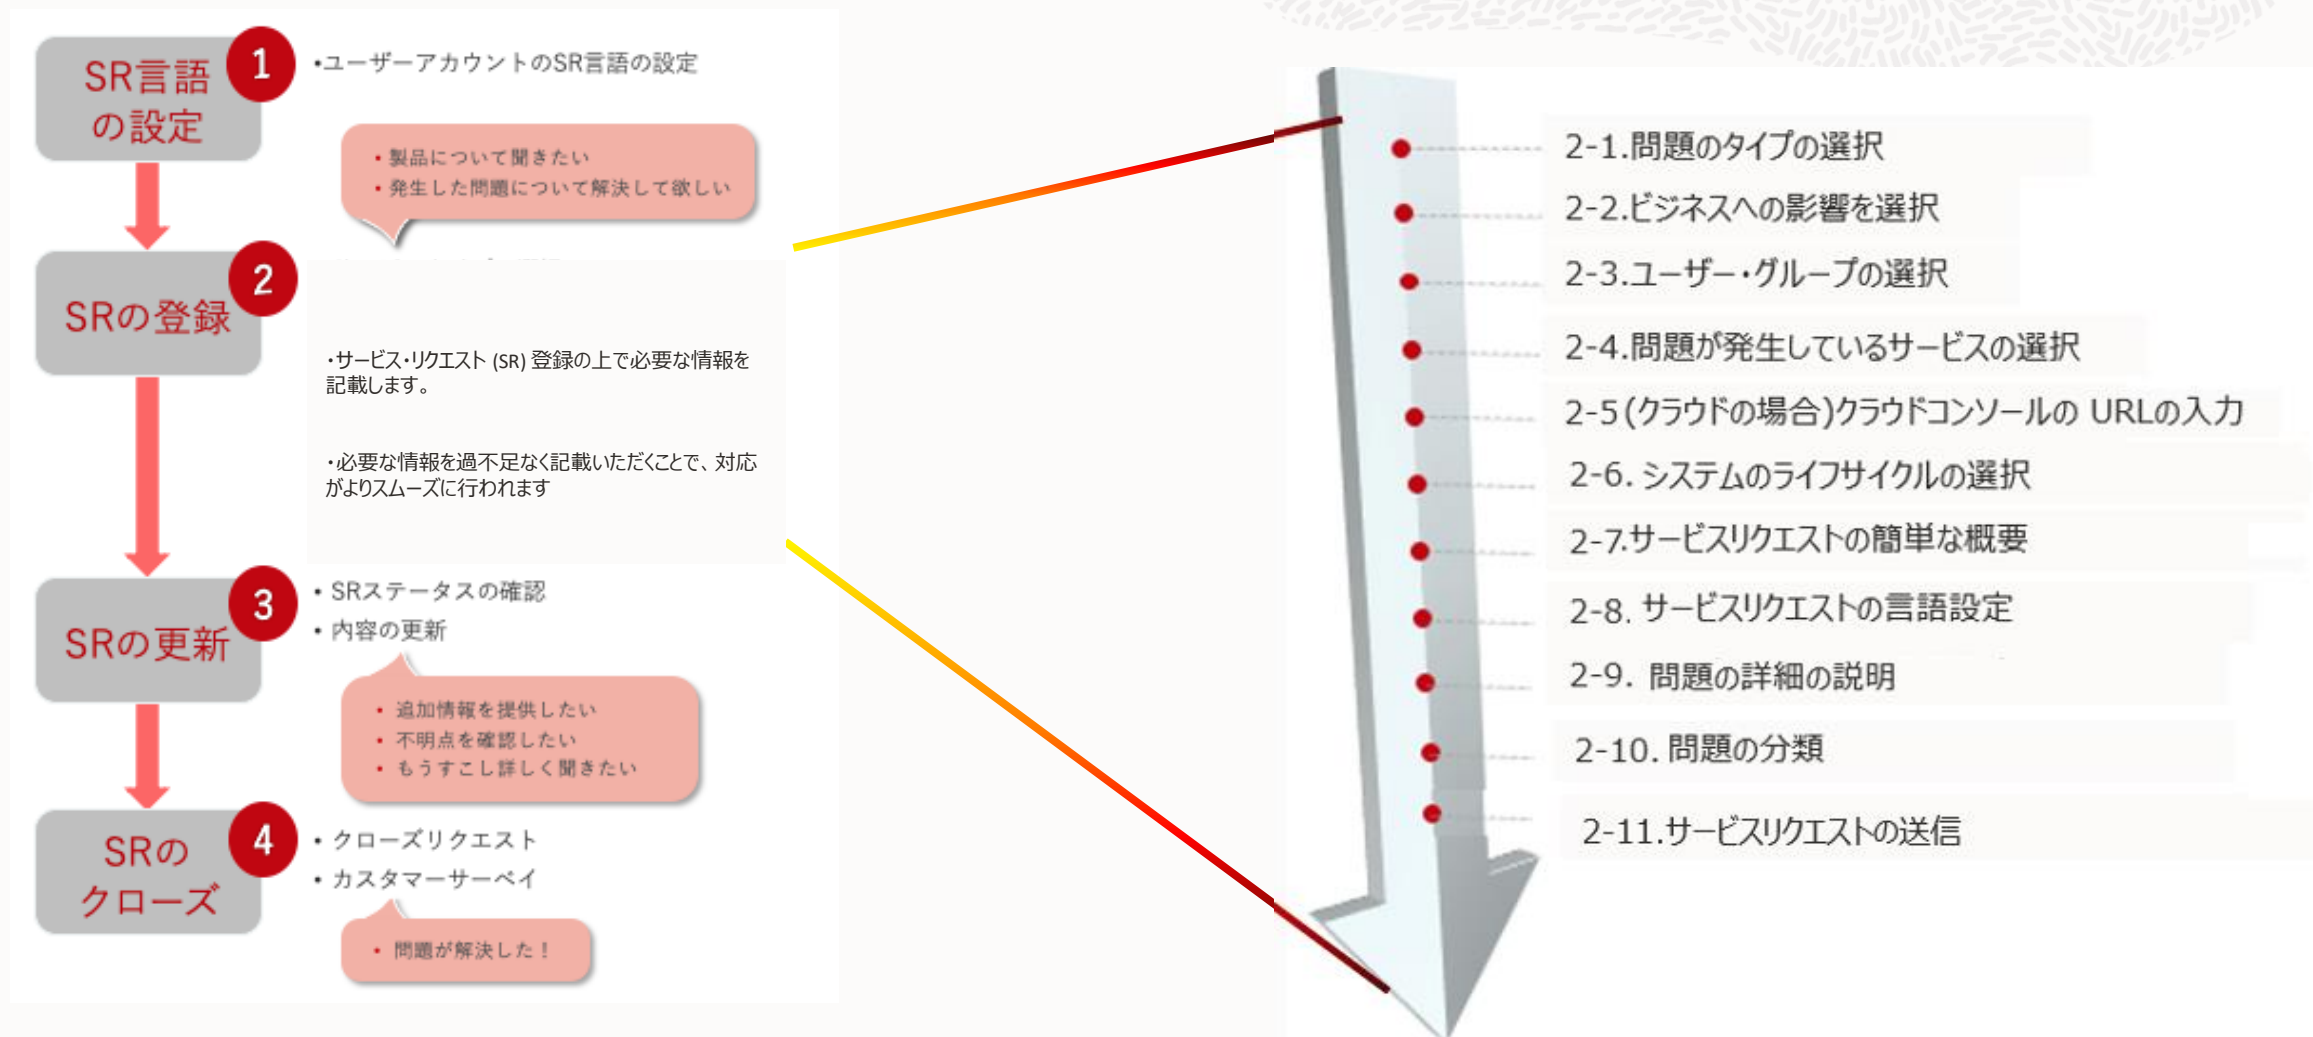 SR言語
の設定
1
・ユーザーアカウントのSR言語の設定
• 製品について聞きたい
• 発生した問題について解決して欲しい
SRの登録
2
・サービス・リクエスト (SR) 登録の上で必要な情報を
記載します。
・必要な情報を過不足なく記載いただくことで、対応
がよりスムーズに行われます
SRの更新
3
• SRステータスの確認
• 内容の更新
• 追加情報を提供したい
• 不明点を確認したい
• もうすこし詳しく聞きたい
SRの
クローズ
4
• クローズリクエスト
• カスタマーサーベイ
• 問題が解決した！
2-1.問題のタイプの選択
2-2.ビジネスへの影響を選択
2-3.ユーザー・グループの選択
2-4.問題が発生しているサービスの選択
2-5(クラウドの場合)クラウドコンソールの URLの入力
2-6. システムのライフサイクルの選択
2-7.サービスリクエストの簡単な概要
2-8. サービスリクエストの言語設定
2-9. 問題の詳細の説明
2-10. 問題の分類
2-11.サービスリクエストの送信